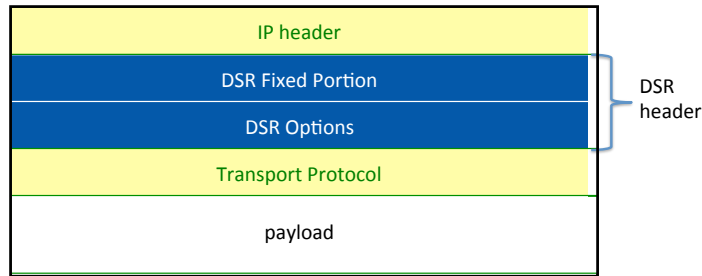 IP header
DSR Fixed Portion
DSR Options
DSR
header
Transport Protocol
payload